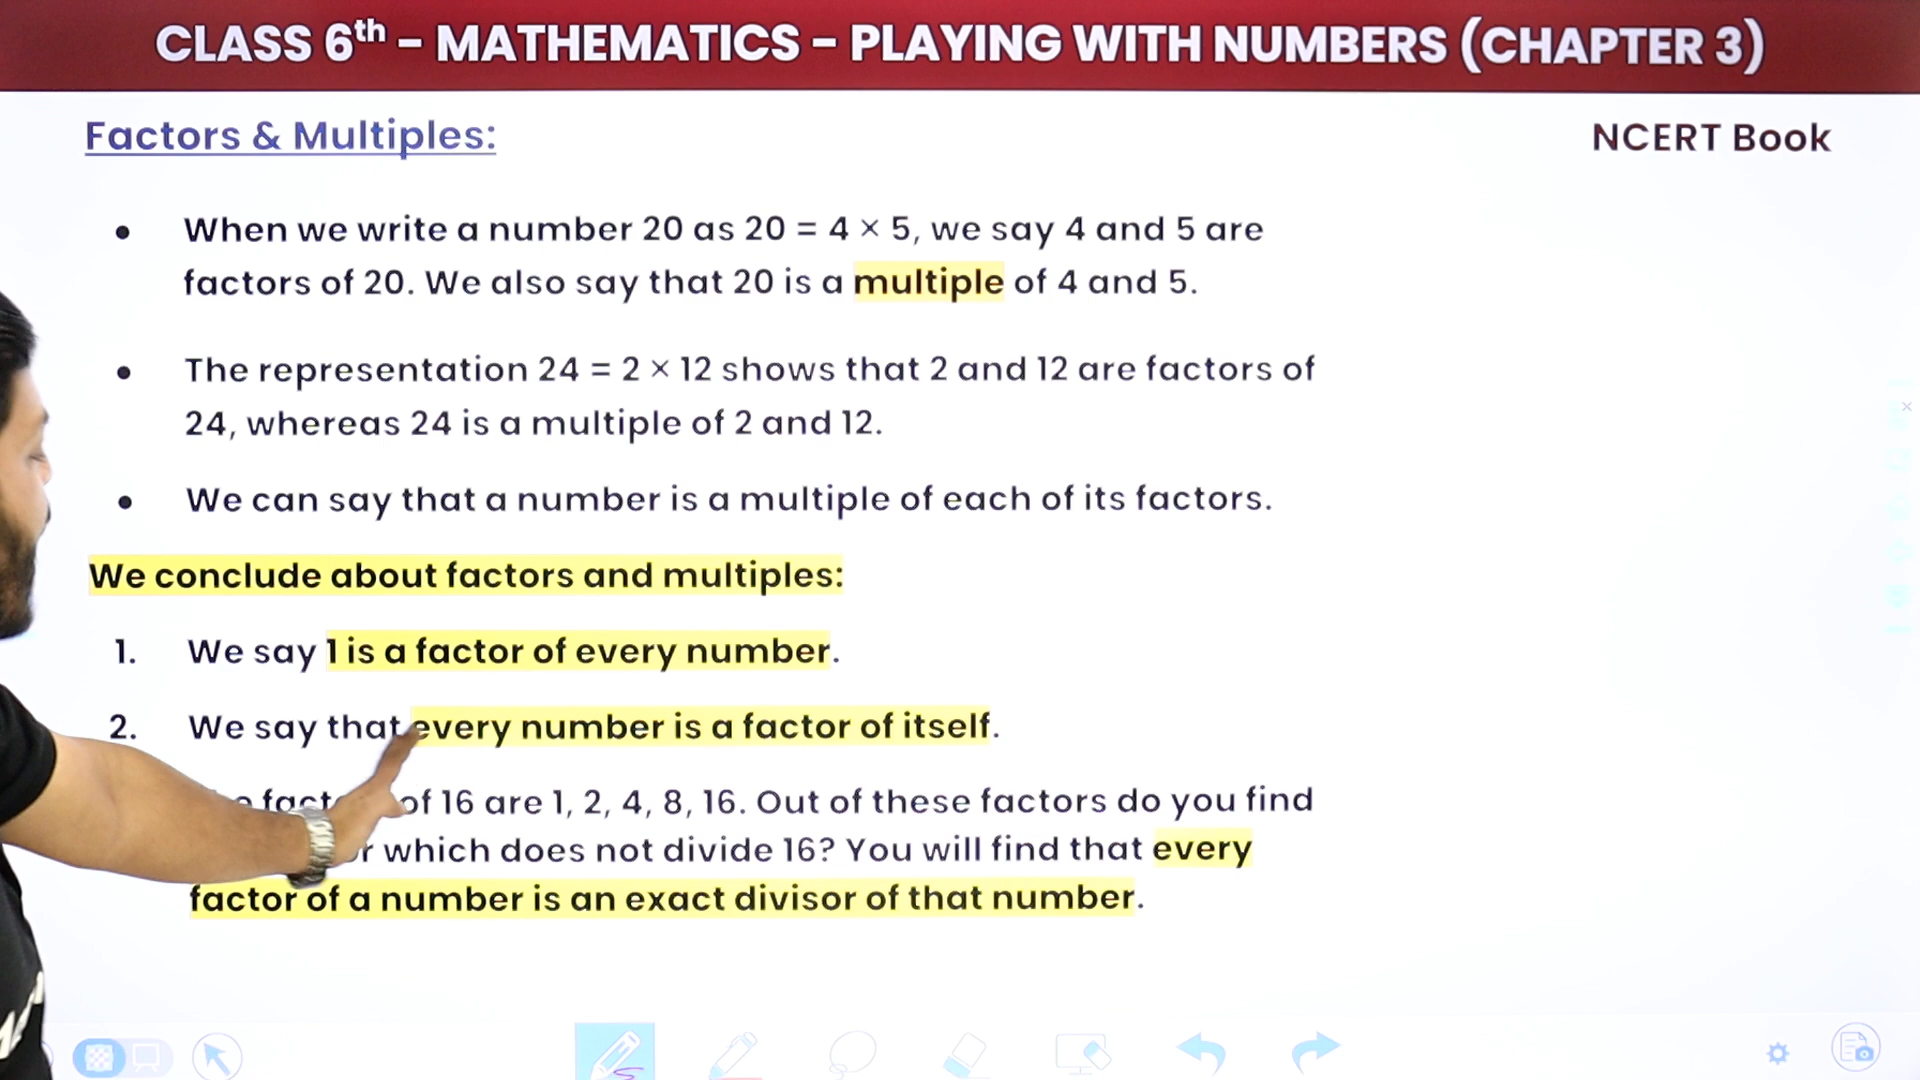 CLASS 6th - MATHEMATICS - PLAYING WITH NUMBERS (CHAPTER 3)
Factors & Multiples:
NCERT Book
• When we write a number 20 as 20 = 4 × 5, we say 4 and 5 are
factors of 20. We also say that 20 is a multiple of 4 and 5.
• The representation 24 = 2 × 12 shows that 2 and 12 are factors of
24, whereas 24 is a multiple of 2 and 12.
• We can say that a number is a multiple of each of its factors.
We conclude about factors and multiples:
1. We say 1 is a factor of every number.
2. We say that every number is a factor of itself.
of 16 are 1, 2, 4, 8, 16. Out of these factors do you find
which does not divide 16? You will find that every
factor of a number is an exact divisor of that number.